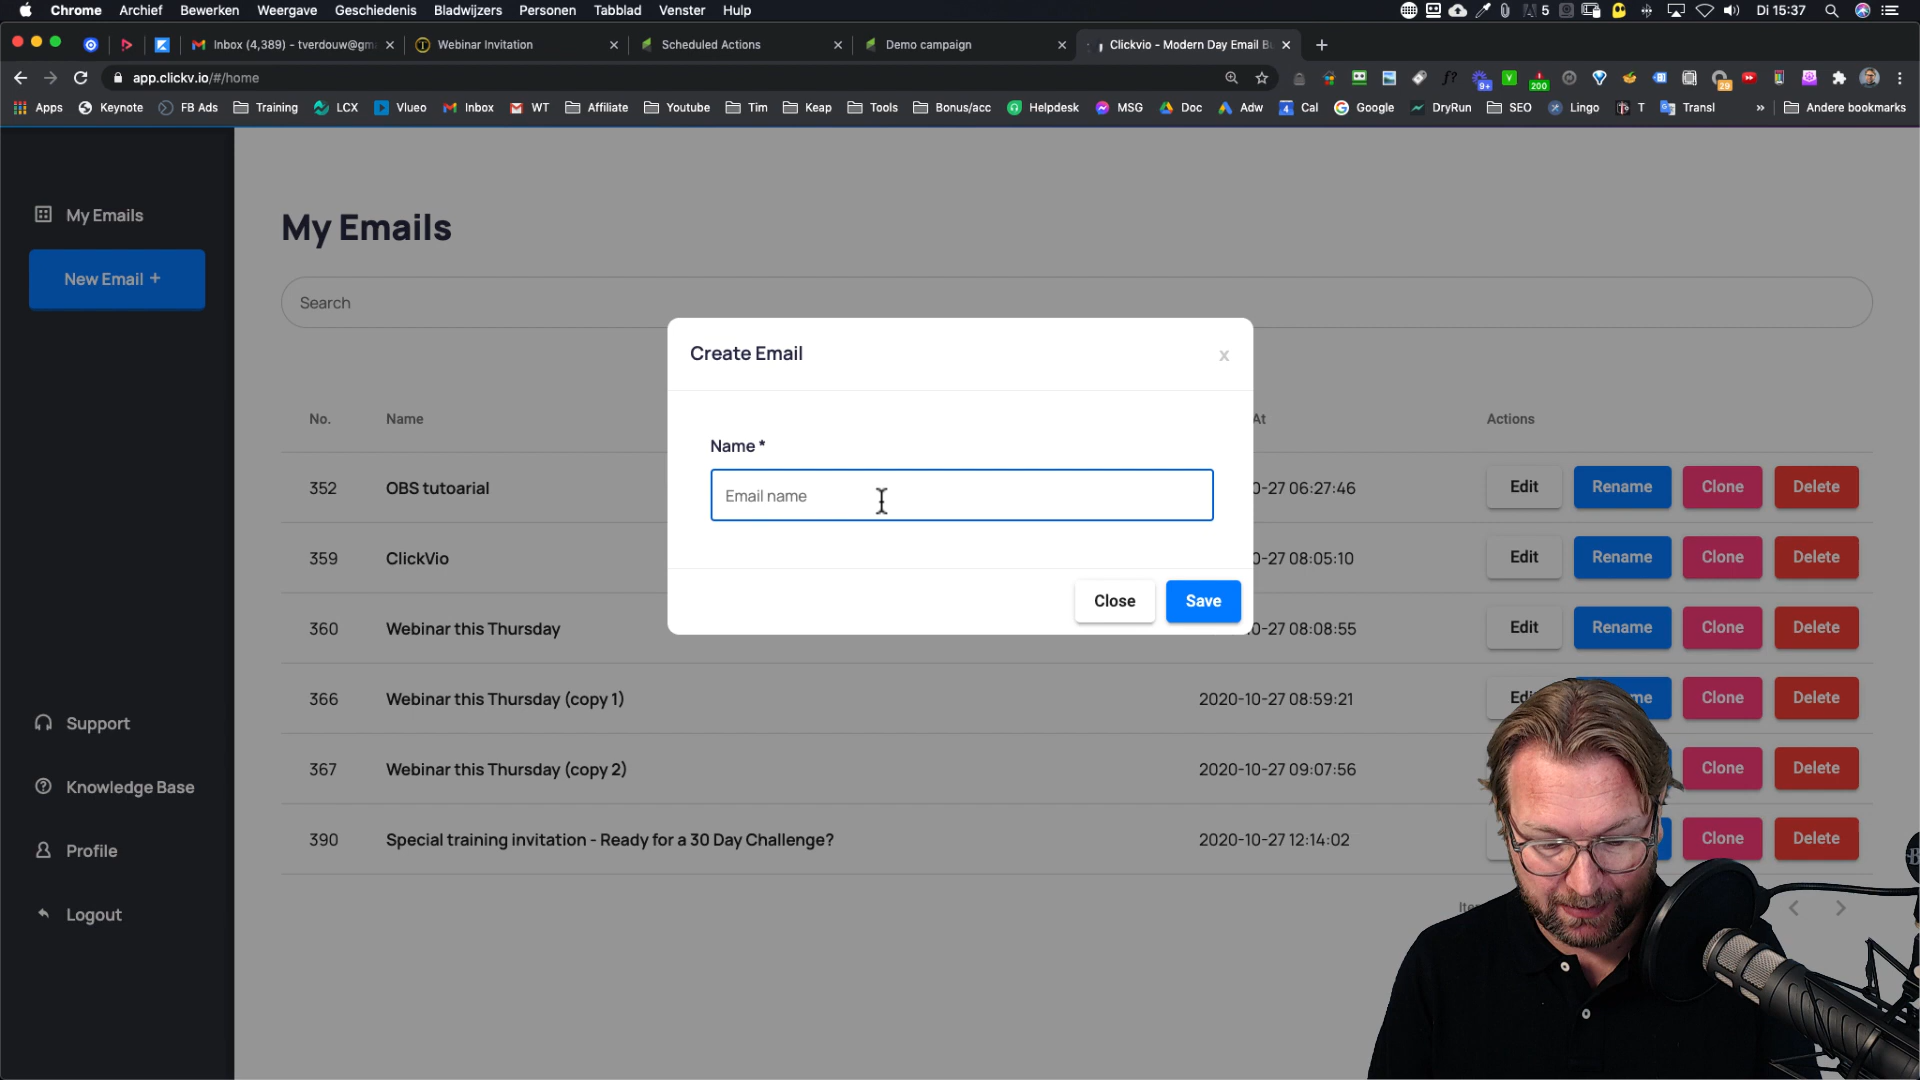 Chrome Archief Bewerken Weergave Geschiedenis Bladwijzers Personen Tabblad Venster Hulp 5 Di 15:37
Inbox (4,389) - tverdouw@gm Webinar Invitation Scheduled Actions Demo campaign Clickvio - Modern Day Email Bu
app.clickv.io/#/home
Apps Keynote FB Ads Training LCX Vlueo Inbox WT Affiliate Youtube Tim Keap Tools Bonus/acc Helpdesk MSG Doc Adw Cal Google DryRun SEO Lingo T Transl » Andere bookmarks
My Emails
New Email +
Support
Knowledge Base
Profile
Logout
My Emails
Search
Create Email x
Name *
Email name
Close Save
No. Name At Actions
352 OBS tutoarial 0-27 06:27:46 Edit Rename Clone Delete
359 ClickVio 0-27 08:05:10 Edit Rename Clone Delete
360 Webinar this Thursday 0-27 08:08:55 Edit Rename Clone Delete
366 Webinar this Thursday (copy 1) 2020-10-27 08:59:21 Clone Delete
367 Webinar this Thursday (copy 2) 2020-10-27 09:07:56 Clone Delete
390 Special training invitation - Ready for a 30 Day Challenge? 2020-10-27 12:14:02 Clone Delete